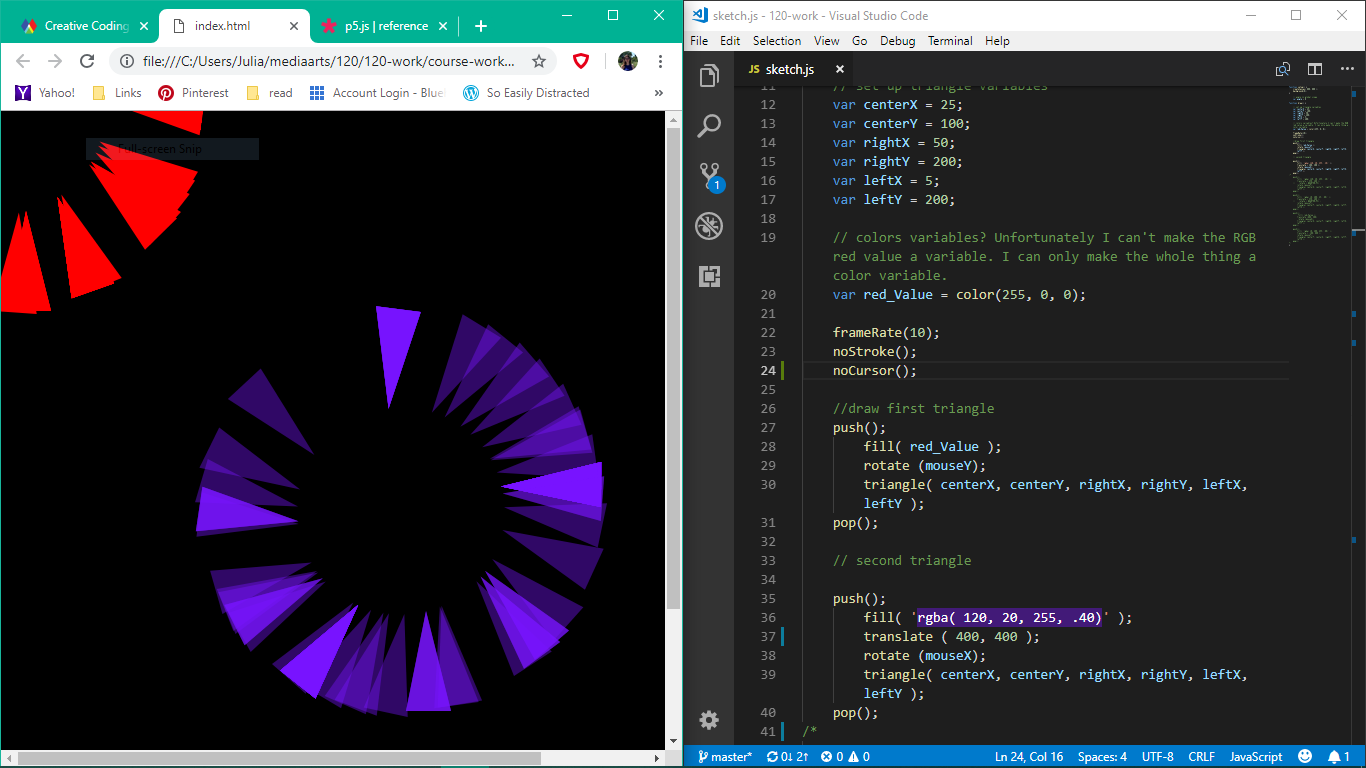 Creative Coding
index.html
p5.js | reference
file:///C:/Users/Julia/mediaarts/120/120-work/course-work...
Yahoo!
Links
Pinterest
read
Account Login - Blue
So Easily Distracted
»
Full-screen Snip
sketch.js - 120-work - Visual Studio Code
File Edit Selection View Go Debug Terminal Help
JS sketch.js
11 // set up triangle variables
12 var centerX = 25;
13 var centerY = 100;
14 var rightX = 50;
15 var rightY = 200;
16 var leftX = 5;
17 var leftY = 200;
18
19 // colors variables? Unfortunately I can't make the RGB
red value a variable. I can only make the whole thing a
color variable.
20 var red_Value = color(255, 0, 0);
21
22 frameRate(10);
23 noStroke();
24 noCursor();
25
26 //draw first triangle
27 push();
28 fill( red_Value );
29 rotate (mouseY);
30 triangle( centerX, centerY, rightX, rightY, leftX,
leftY );
31 pop();
32
33 // second triangle
34
35 push();
36 fill( 'rgba( 120, 20, 255, .40)' );
37 translate ( 400, 400 );
38 rotate (mouseX);
39 triangle( centerX, centerY, rightX, rightY, leftX,
leftY );
40 pop();
41 /*
1
master* 0↓ 2↑ 0 0 Ln 24, Col 16 Spaces: 4 UTF-8 CRLF JavaScript 1